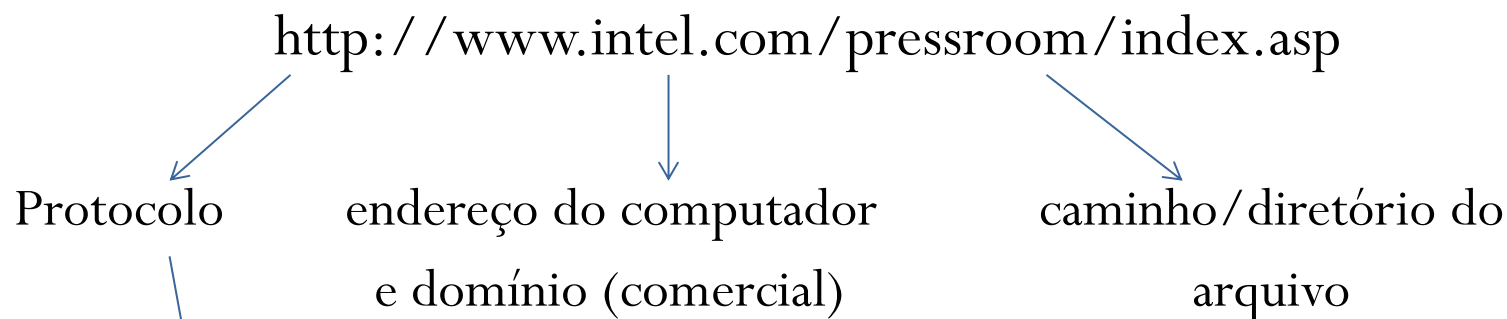 http://www.intel.com/pressroom/index.asp
Protocolo endereço do computador caminho/diretório do
e domínio (comercial) arquivo